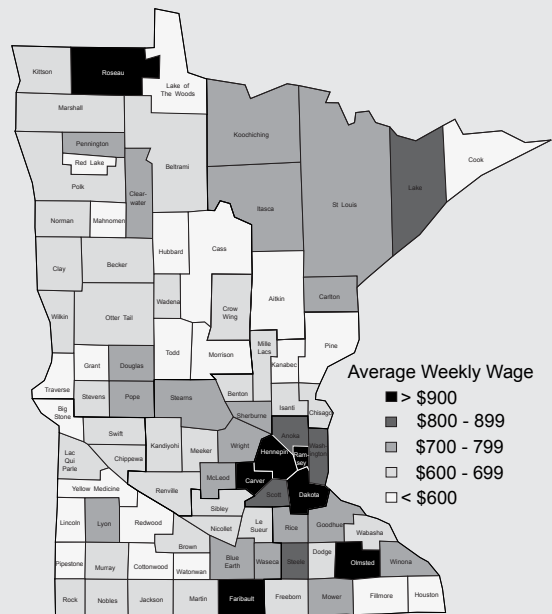 Kittson
Roseau
Lake of
The Woods
Marshall
Koochiching
Pennington
Red Lake
Beltrami
Cook
Polk
Clear-
water
Itasca
St Louis
Lake
Norman
Mahnomen
Hubbard
Cass
Clay
Becker
Aitkin
Carlton
Wilkin
Otter Tail
Wadena
Crow
Wing
Mille
Lacs
Pine
Todd
Morrison
Kanabec
Grant
Douglas
Traverse
Stevens
Pope
Stearns
Benton
Isanti
Chisago
Big
Stone
Sherburne
Swift
Kandiyohi
Anoka
Wash-
ington
Wright
Hennepin
Ram-
sey
Lac
Qui
Parle
Chippewa
Meeker
McLeod
Carver
Yellow Medicine
Renville
Scott
Dakota
Sibley
Lincoln
Lyon
Redwood
Nicollet
Le
Sueur
Rice
Goodhue
Wabasha
Brown
Pipestone
Murray
Cottonwood
Watonwan
Blue
Earth
Waseca
Steele
Dodge
Olmsted
Winona
Rock
Nobles
Jackson
Martin
Faribault
Freeborn
Mower
Fillmore
Houston
Average Weekly Wage
> $900
$800 - 899
$700 - 799
$600 - 699
< $600